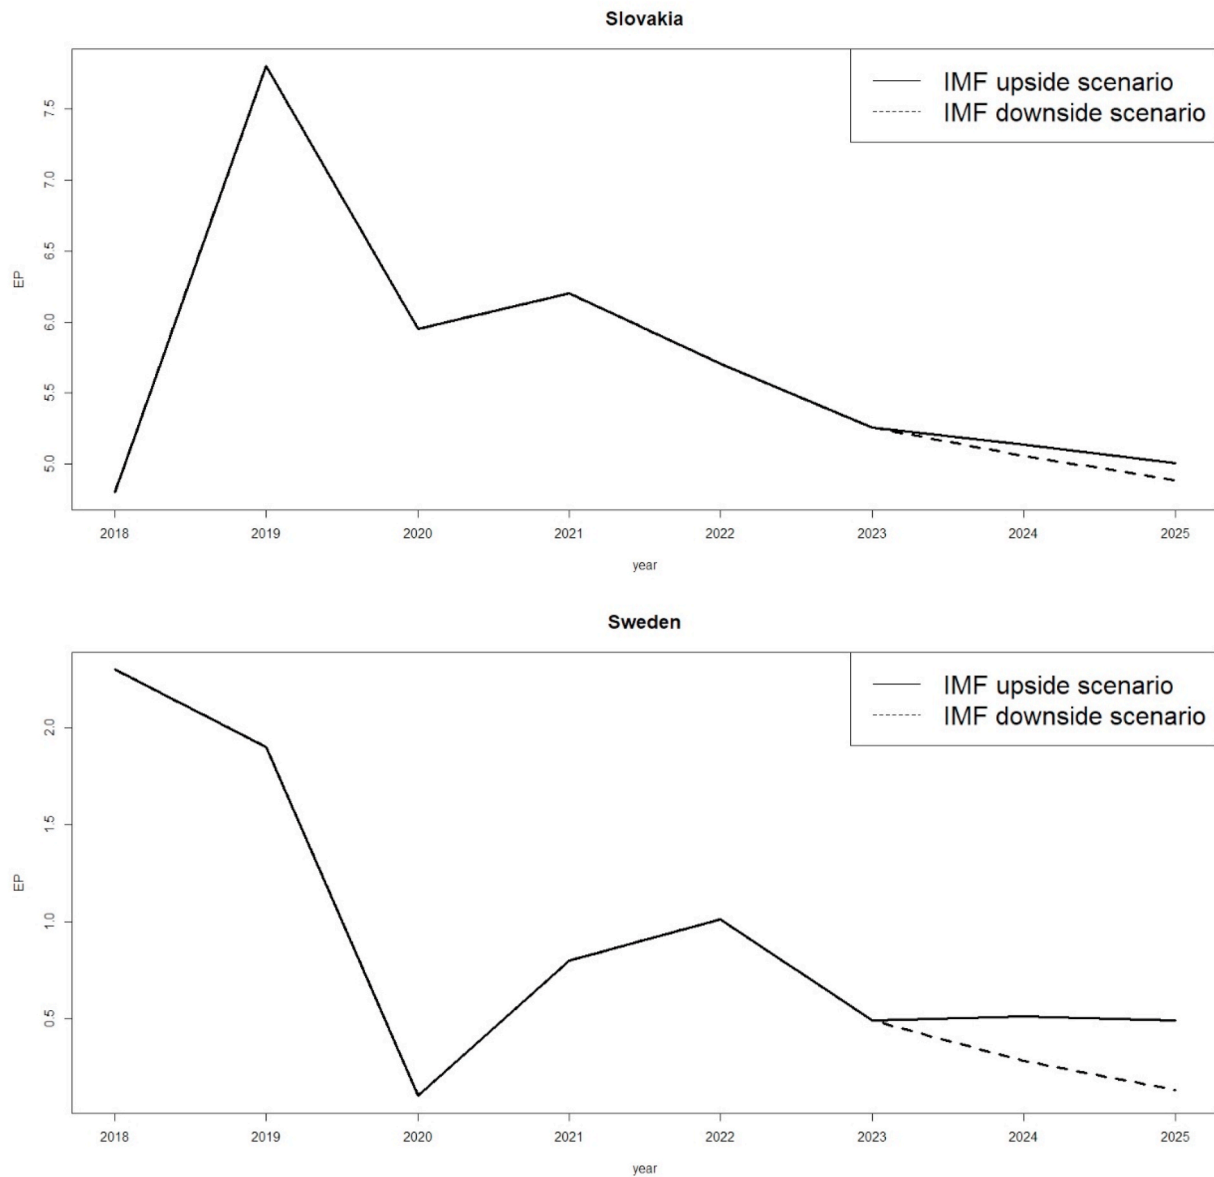 Slovakia
IMF upside scenario
IMF downside scenario
7.5
7.0
6.5
6.0
5.5
5.0
EP
2018 2019 2020 2021 2022 2023 2024 2025
year
Sweden
IMF upside scenario
IMF downside scenario
2.0
1.5
1.0
0.5
EP
2018 2019 2020 2021 2022 2023 2024 2025
year